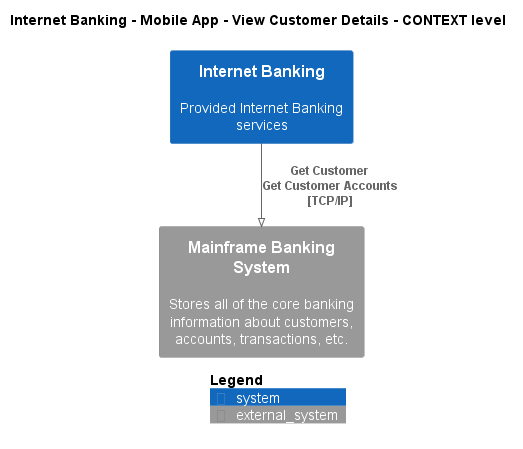 Internet Banking - Mobile App - View Customer Details - CONTEXT level
Internet Banking
Provided Internet Banking
services
Get Customer
Get Customer Accounts
[TCP/IP]
Mainframe Banking
System
Stores all of the core banking
information about customers,
accounts, transactions, etc.
Legend
system
external_system